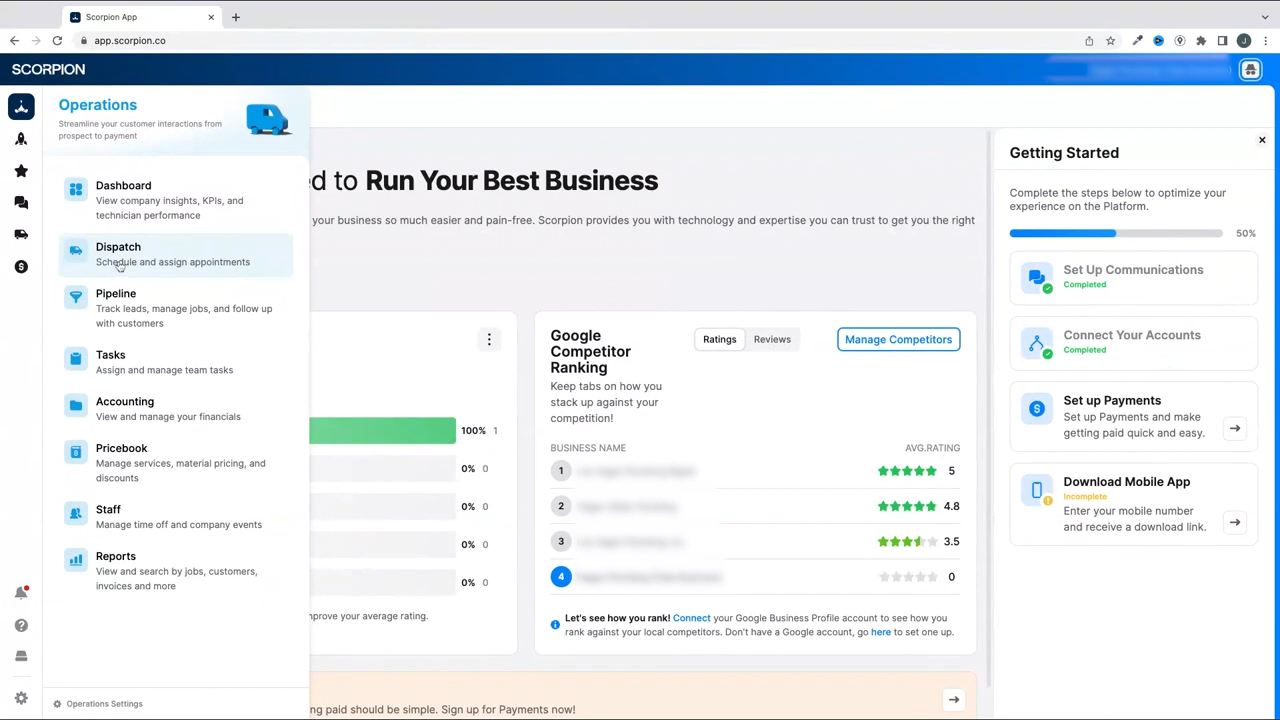 Scorpion App
app.scorpion.co
J
SCORPION
Operations
Streamline your customer interactions from
prospect to payment
Dashboard
View company insights, KPIs, and
technician performance
Dispatch
Schedule and assign appointments
Pipeline
Track leads, manage jobs, and follow up
with customers
Tasks
Assign and manage team tasks
Accounting
View and manage your financials
Pricebook
Manage services, material pricing, and
discounts
Staff
Manage time off and company events
Reports
View and search by jobs, customers,
invoices and more
Operations Settings
d to Run Your Best Business
your business so much easier and pain-free. Scorpion provides you with technology and expertise you can trust to get you the right
100% 1
0% 0
0% 0
0% 0
0% 0
prove your average rating.
Google
Competitor
Ranking
Ratings
Reviews
Manage Competitors
Keep tabs on how you
stack up against your
competition!
BUSINESS NAME AVG.RATING
1 5
2 4.8
3 3.5
4 0
Let's see how you rank! Connect your Google Business Profile account to see how you
rank against your local competitors. Don't have a Google account, go here to set one up.
ng paid should be simple. Sign up for Payments now!
Getting Started
Complete the steps below to optimize your
experience on the Platform.
50%
Set Up Communications
Completed
Connect Your Accounts
Completed
Set up Payments
Set up Payments and make
getting paid quick and easy.
Download Mobile App
Incomplete
Enter your mobile number
and receive a download link.